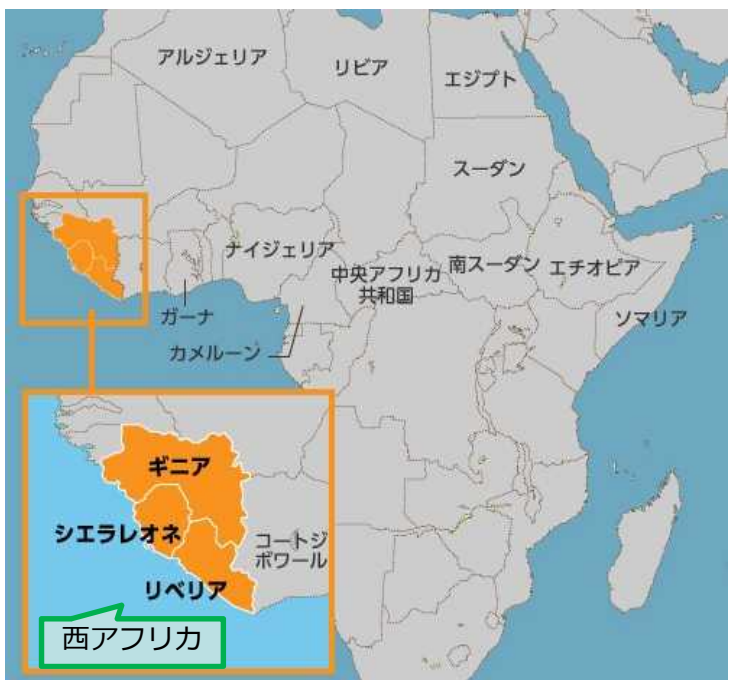 アルジェリア
リビア
エジプト
スーダン
ナイジェリア
中央アフリカ
共和国
南スーダン
エチオピア
ガーナ
ソマリア
カメルーン
ギニア
シエラレオネ
コートジ
ボワール
リベリア
西アフリカ